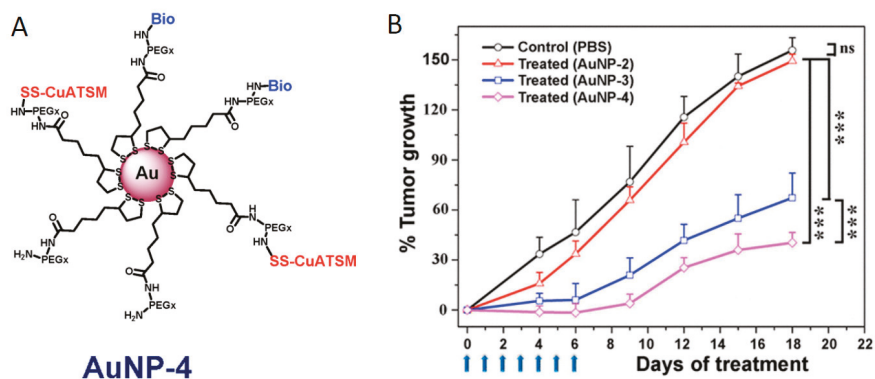 A
Bio
HN
PEGx
HN
O
HN-Bio
PEGx
HN
O
SS-CuATSM
HN
PEGx
HN
O
S S S S S S S S S S S S
Au
O
HN
PEGx
H₂N
O
NH
PEGx
H₂N
O
H
N
PEGx
HN
SS-CuATSM
AuNP-4
B
% Tumor growth
150
120
90
60
30
0
Control (PBS)
Treated (AuNP-2)
Treated (AuNP-3)
Treated (AuNP-4)
ns
***
***
***
0 2 4 6 8 10 12 14 16 18 20 22
Days of treatment